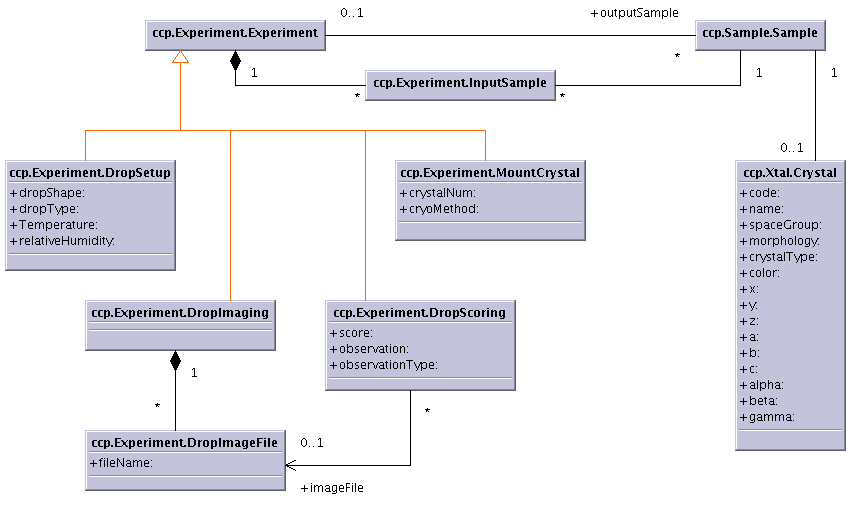 0..1
+outputSample
ccp.Experiment.Experiment
ccp.Sample.Sample
*
1
1
1
ccp.Experiment.InputSample
*
*
0..1
ccp.Experiment.DropSetup
+dropShape:
+dropType:
+Temperature:
+relativeHumidity:
ccp.Experiment.MountCrystal
+crystalNum:
+cryoMethod:
ccp.Xtal.Crystal
+code:
+name:
+spaceGroup:
+morphology:
+crystalType:
+color:
+x:
+y:
+z:
+a:
+b:
+c:
+alpha:
+beta:
+gamma:
ccp.Experiment.DropImaging
ccp.Experiment.DropScoring
+score:
+observation:
+observationType:
1
*
*
ccp.Experiment.DropImageFile
+fileName:
0..1
+imageFile